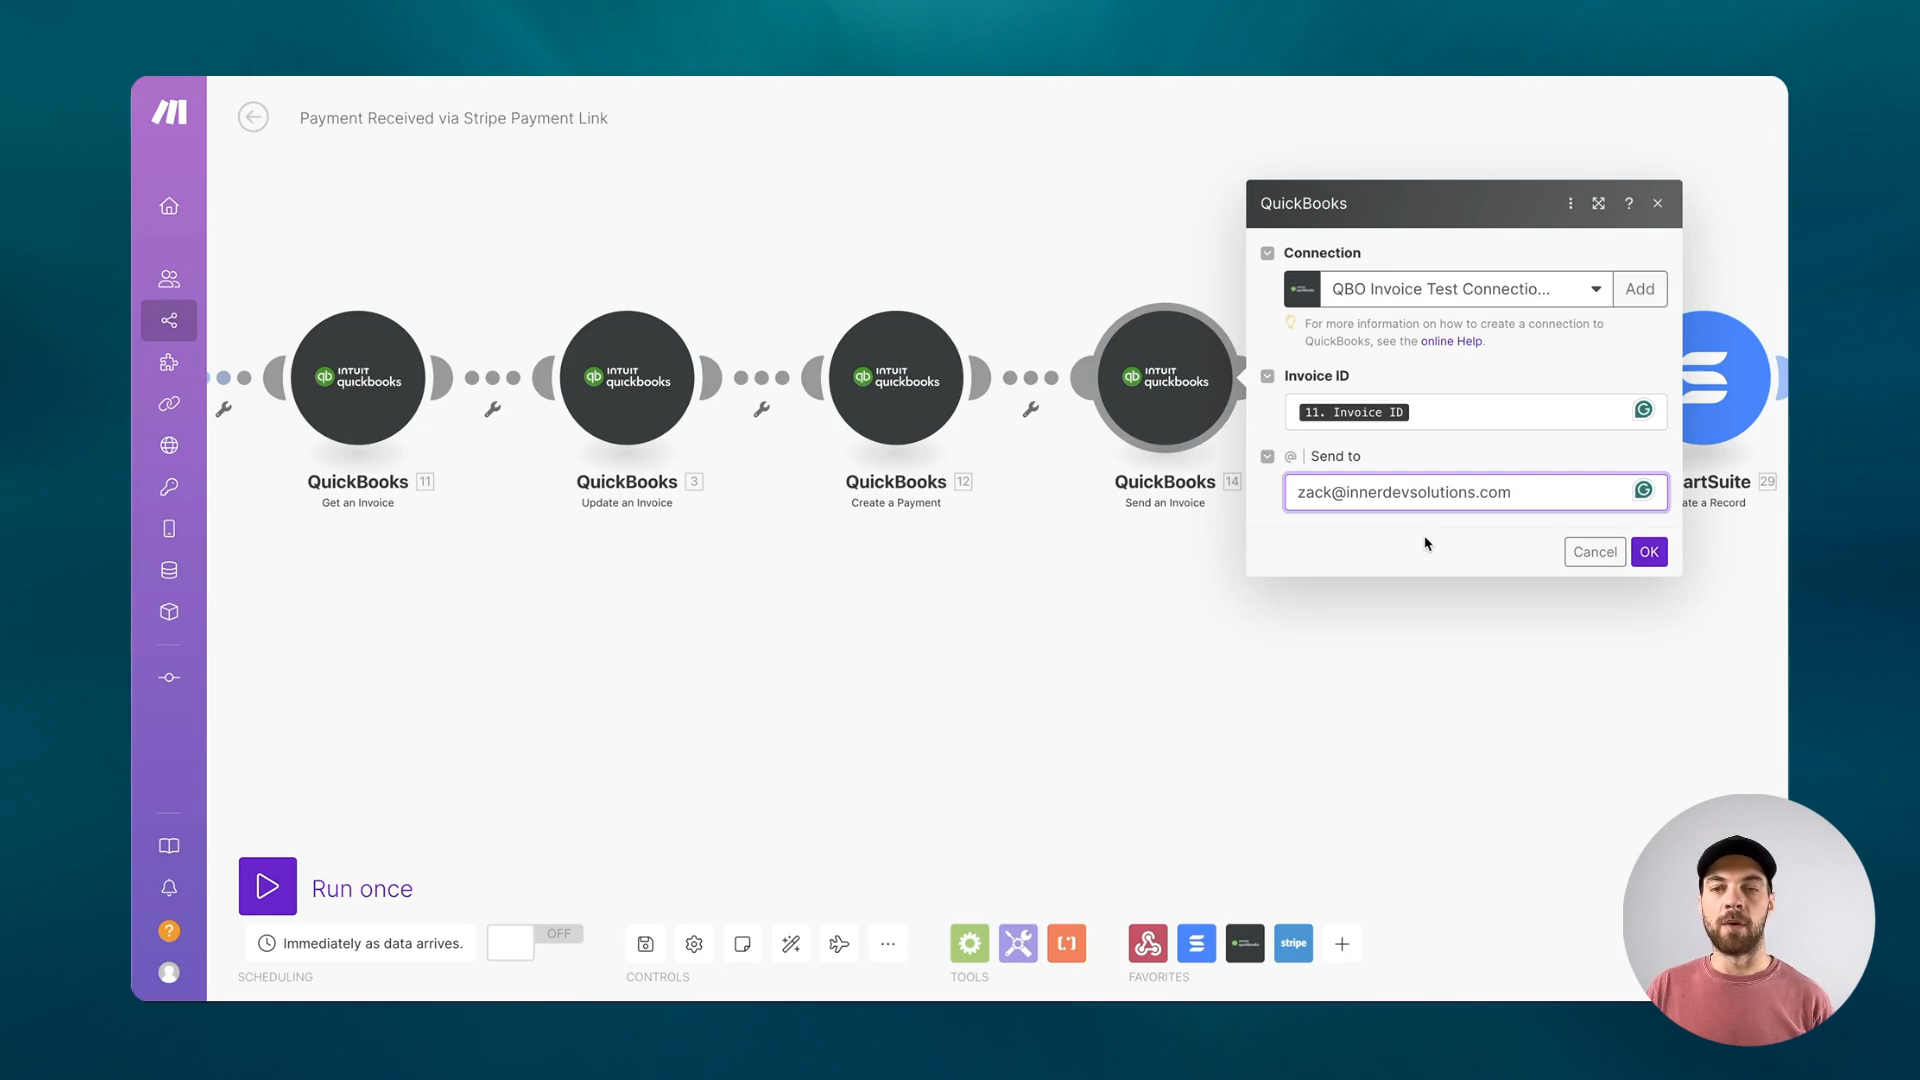 Payment Received via Stripe Payment Link
QuickBooks
?
Connection
QBO Invoice Test Connectio...
Add
For more information on how to create a connection to
QuickBooks, see the online Help.
Invoice ID
11. Invoice ID
@ | Send to
zack@innerdevsolutions.com
Cancel
OK
qb INTUIT
quickbooks
QuickBooks 11
Get an Invoice
qb INTUIT
quickbooks
QuickBooks 3
Update an Invoice
qb INTUIT
quickbooks
QuickBooks 12
Create a Payment
qb INTUIT
quickbooks
QuickBooks 14
Send an Invoice
artSuite 29
ate a Record
Run once
Immediately as data arrives.
OFF
SCHEDULING
CONTROLS
TOOLS
stripe
FAVORITES
?